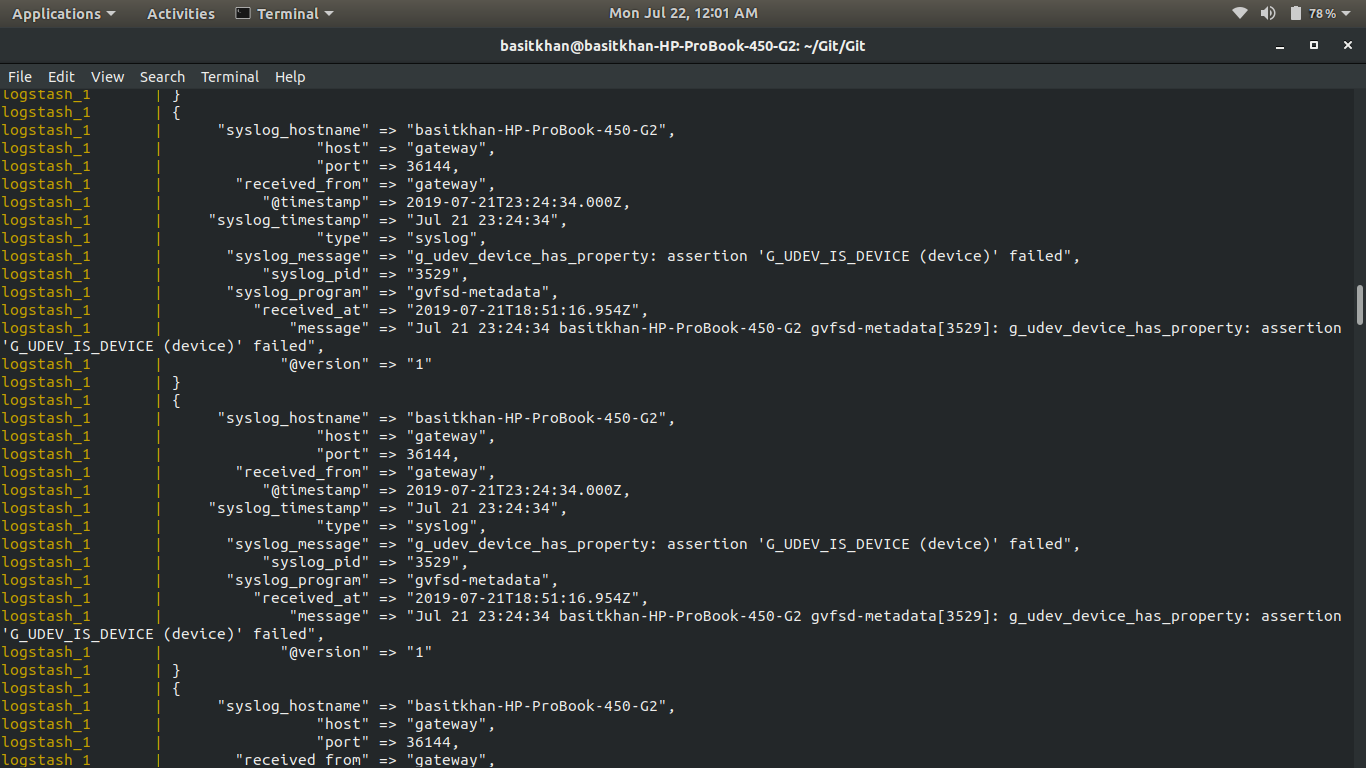 Applications Activities Terminal Mon Jul 22, 12:01 AM 78%
basitkhan@basitkhan-HP-ProBook-450-G2: ~/Git/Git
File Edit View Search Terminal Help
logstash_1 | }
logstash_1 | {
logstash_1 | "syslog_hostname" => "basitkhan-HP-ProBook-450-G2",
logstash_1 | "host" => "gateway",
logstash_1 | "port" => 36144,
logstash_1 | "received_from" => "gateway",
logstash_1 | "@timestamp" => 2019-07-21T23:24:34.000Z,
logstash_1 | "syslog_timestamp" => "Jul 21 23:24:34",
logstash_1 | "type" => "syslog",
logstash_1 | "syslog_message" => "g_udev_device_has_property: assertion 'G_UDEV_IS_DEVICE (device)' failed",
logstash_1 | "syslog_pid" => "3529",
logstash_1 | "syslog_program" => "gvfsd-metadata",
logstash_1 | "received_at" => "2019-07-21T18:51:16.954Z",
logstash_1 | "message" => "Jul 21 23:24:34 basitkhan-HP-ProBook-450-G2 gvfsd-metadata[3529]: g_udev_device_has_property: assertion
'G_UDEV_IS_DEVICE (device)' failed",
logstash_1 | "@version" => "1"
logstash_1 | }
logstash_1 | {
logstash_1 | "syslog_hostname" => "basitkhan-HP-ProBook-450-G2",
logstash_1 | "host" => "gateway",
logstash_1 | "port" => 36144,
logstash_1 | "received_from" => "gateway",
logstash_1 | "@timestamp" => 2019-07-21T23:24:34.000Z,
logstash_1 | "syslog_timestamp" => "Jul 21 23:24:34",
logstash_1 | "type" => "syslog",
logstash_1 | "syslog_message" => "g_udev_device_has_property: assertion 'G_UDEV_IS_DEVICE (device)' failed",
logstash_1 | "syslog_pid" => "3529",
logstash_1 | "syslog_program" => "gvfsd-metadata",
logstash_1 | "received_at" => "2019-07-21T18:51:16.954Z",
logstash_1 | "message" => "Jul 21 23:24:34 basitkhan-HP-ProBook-450-G2 gvfsd-metadata[3529]: g_udev_device_has_property: assertion
'G_UDEV_IS_DEVICE (device)' failed",
logstash_1 | "@version" => "1"
logstash_1 | }
logstash_1 | {
logstash_1 | "syslog_hostname" => "basitkhan-HP-ProBook-450-G2",
logstash_1 | "host" => "gateway",
logstash_1 | "port" => 36144,
logstash_1 | "received_from" => "gateway",